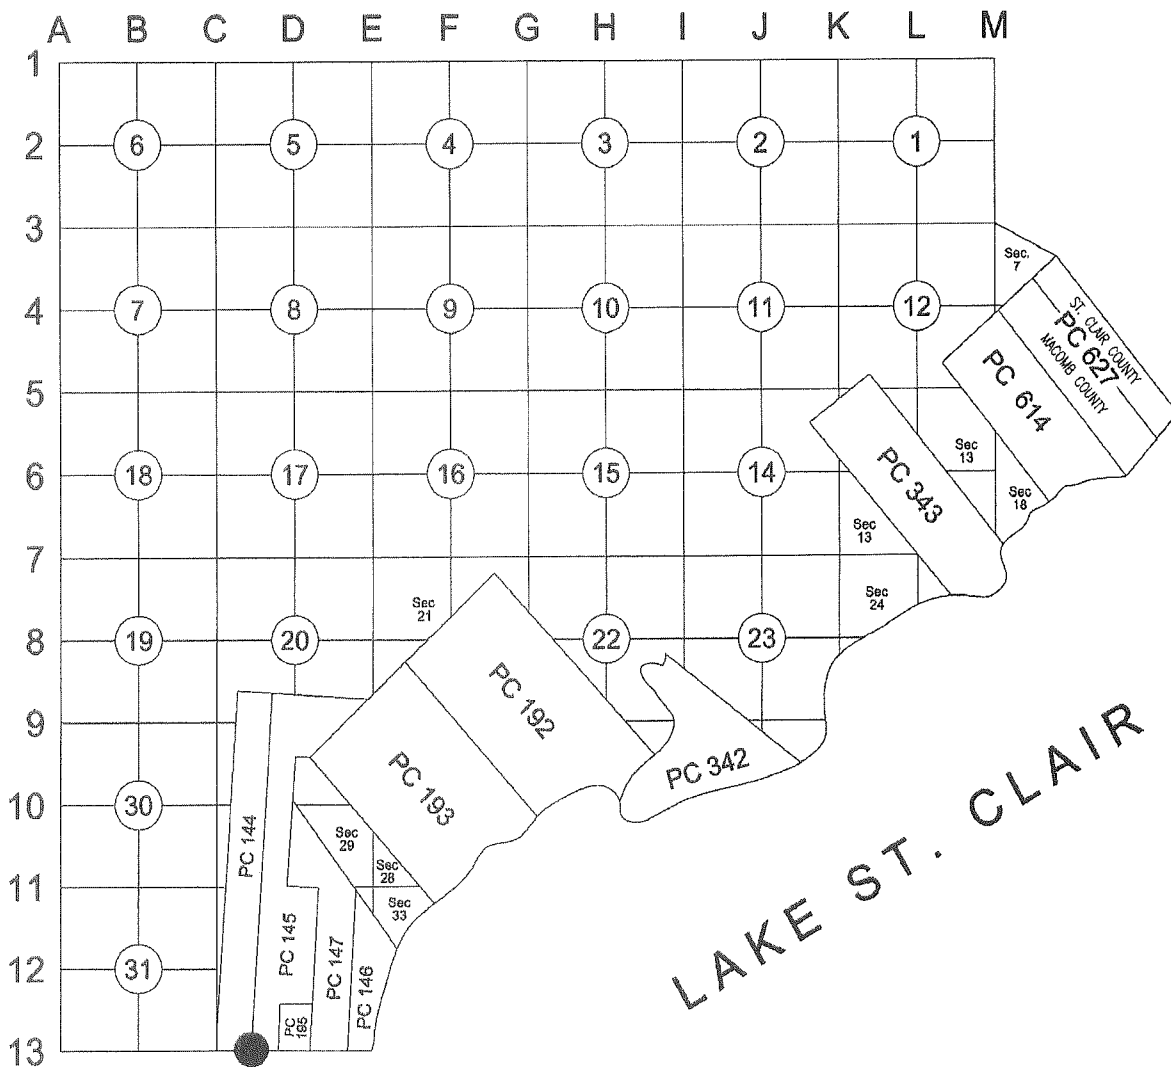 A B C D E F G H I J K L M
1
2 6 5 4 3 2 1
3
Sec.
7
4 7 8 9 10 11 12
ST. CLAIR COUNTY
PC 627
MACOMB COUNTY
PC 614
5
Sec
13
6 18 17 16 15 14
PC 343
Sec
18
Sec
13
7
Sec
21
Sec
24
8 19 20 22 23
PC 192
9
PC 342
PC 193
10 30
PC 144
Sec
29
Sec
28
11
Sec
33
PC 145
PC 147
PC 146
12 31
PC
195
13
LAKE ST. CLAIR